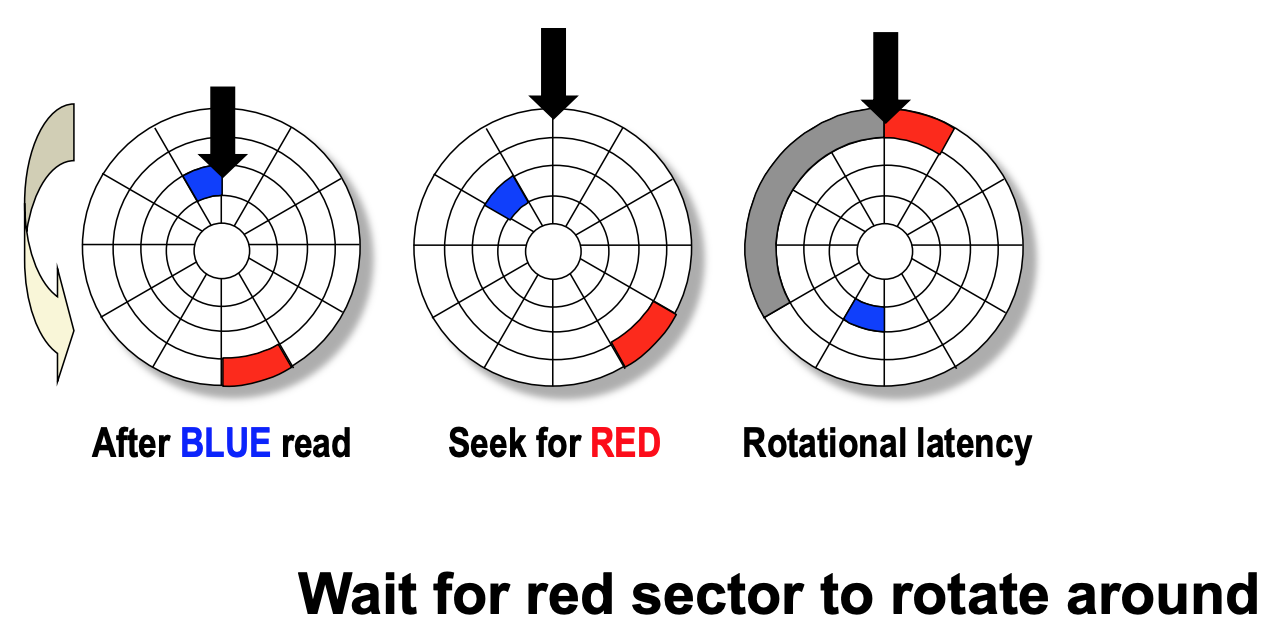 After BLUE read
Seek for RED
Rotational latency
Wait for red sector to rotate around